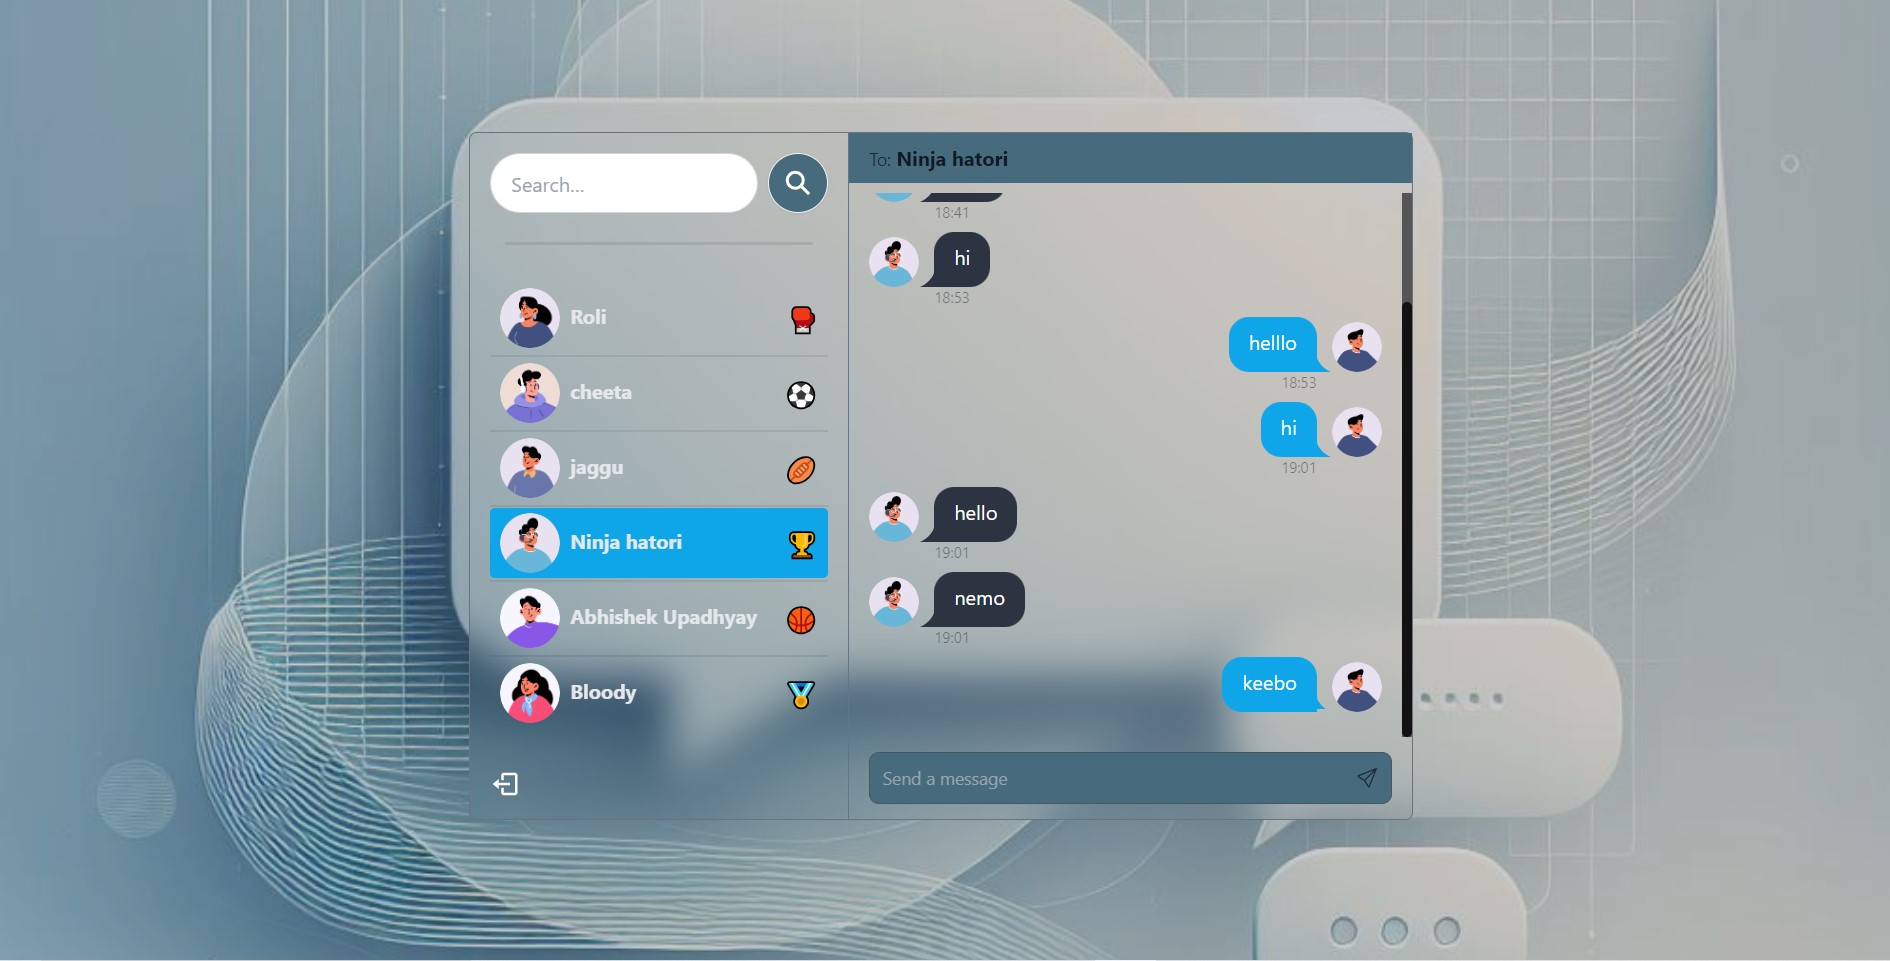 Search...
Roli
cheeta
jaggu
Ninja hatori
Abhishek Upadhyay
Bloody
To: Ninja hatori
18:41
hi
18:53
helllo
18:53
hi
19:01
hello
19:01
nemo
19:01
keebo
Send a message